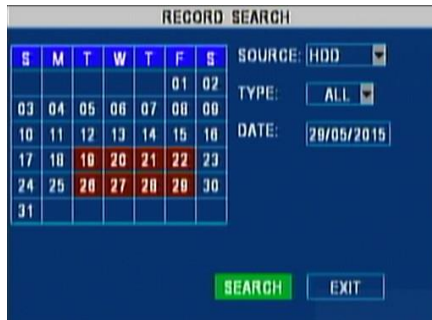 RECORD SEARCH
S M T W T F S
01 02
03 04 05 06 07 08 09
10 11 12 13 14 15 16
17 18 19 20 21 22 23
24 25 26 27 28 29 30
31
SOURCE: HDD
TYPE: ALL
DATE: 29/05/2015
SEARCH EXIT